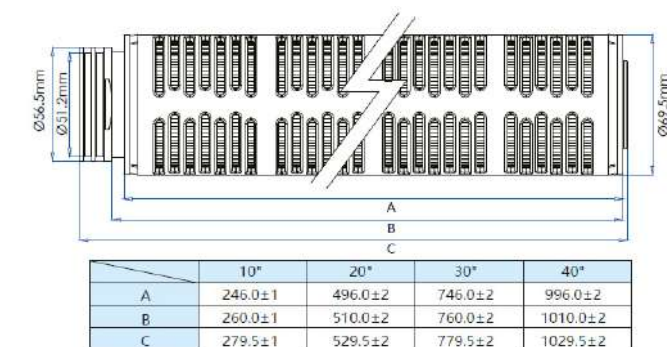 Ø56.5mm
Ø51.2mm
Ø69.5mm
A
B
C
10" 20" 30" 40"
A 246.0±1 496.0±2 746.0±2 996.0±2
B 260.0±1 510.0±2 760.0±2 1010.0±2
C 279.5±1 529.5±2 779.5±2 1029.5±2